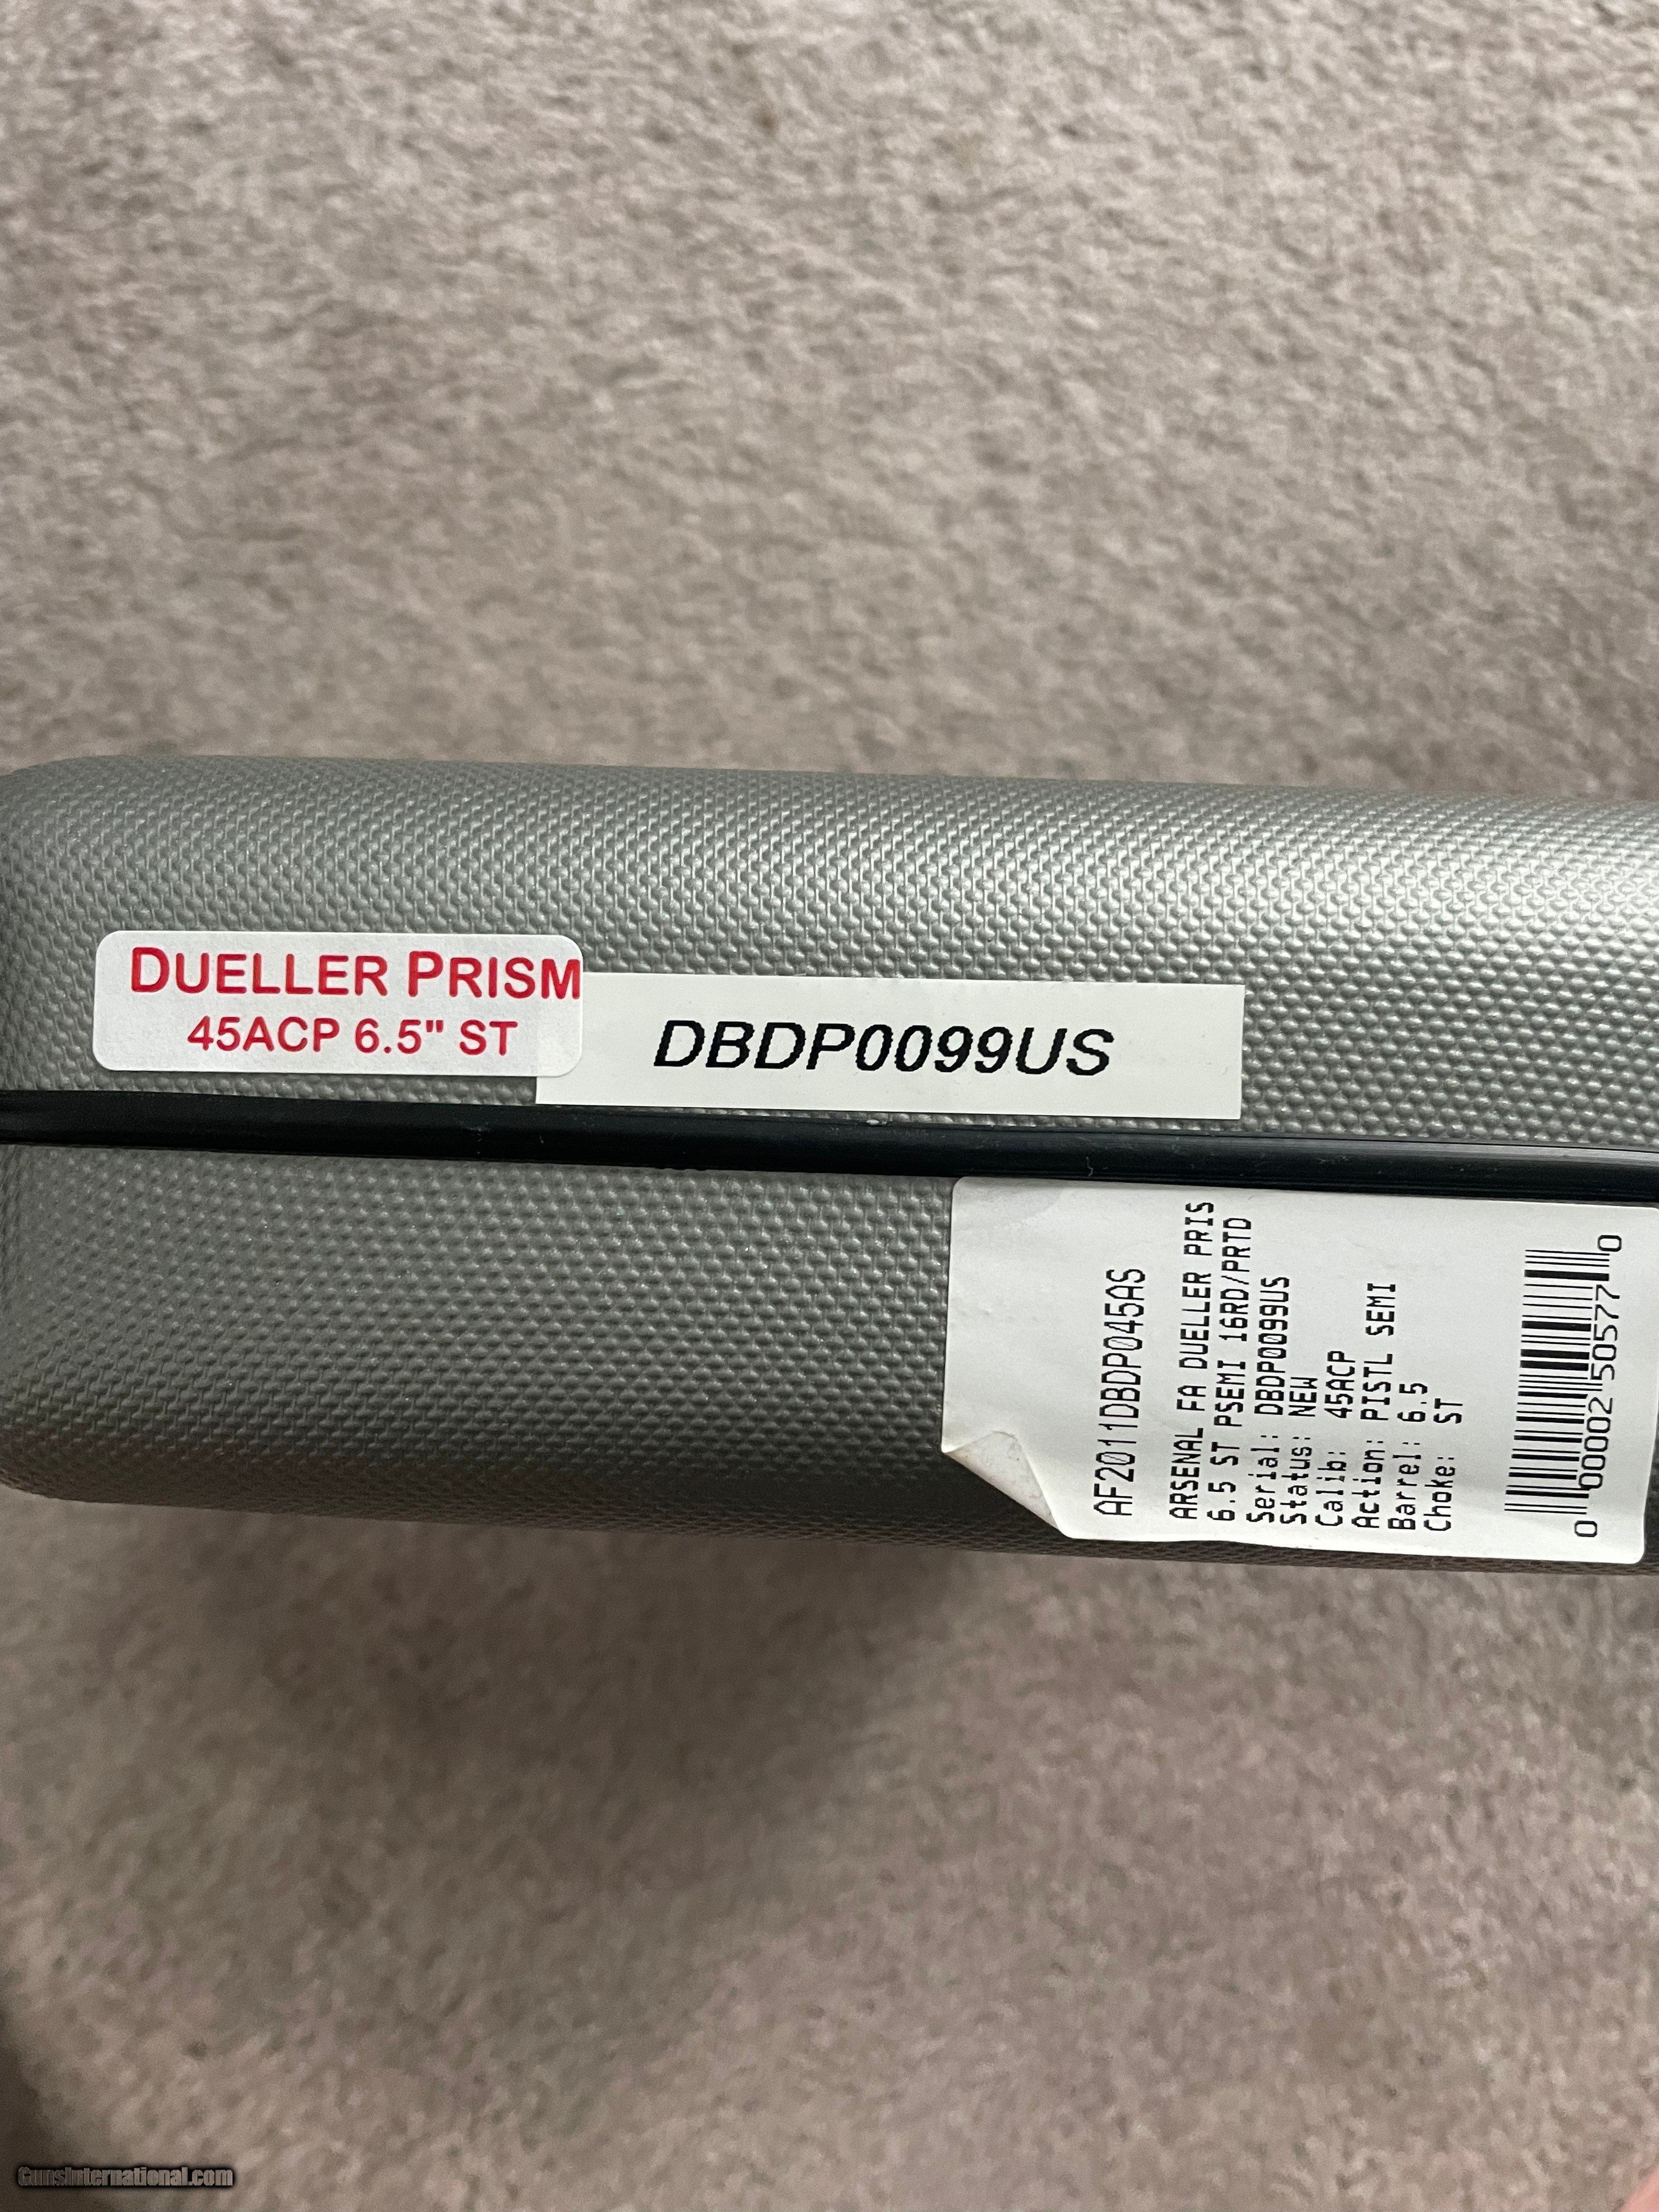 DUELLER PRISM
45ACP 6.5" ST
DBDP0099US
AF2011DBDP045AS
ARSENAL FA DUELLER PRIS
6.5 ST PSEMI 16RD/PRTD
Serial: DBDP0099US
Status: NEW
Calib: 45ACP
Action: PISTL SEMI
Barrel: 6.5
Choke: ST
0 00002 50577 0
GunsInternational.com